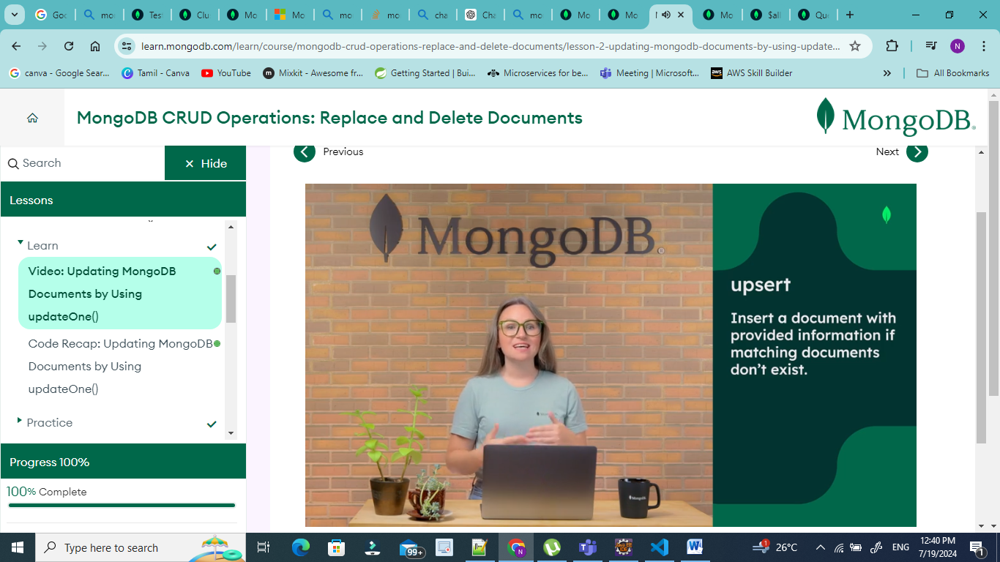 Goo
mor
Test
Clu
Mo
Mo
mo
mo
cha
Cha
mo
Mo
Mo
Mo
$all
Que
learn.mongodb.com/learn/course/mongodb-crud-operations-replace-and-delete-documents/lesson-2-updating-mongodb-documents-by-using-update...
N
canva - Google Sear...
Tamil - Canva
YouTube
Mixkit - Awesome fr...
Getting Started | Bui...
Microservices for be...
Meeting | Microsoft...
AWS Skill Builder
All Bookmarks
MongoDB CRUD Operations: Replace and Delete Documents
MongoDB®
Search
Hide
Previous
Next
Lessons
Learn
Video: Updating MongoDB
Documents by Using
updateOne()
Code Recap: Updating MongoDB
Documents by Using
updateOne()
Practice
Progress 100%
100% Complete
MongoDB®
upsert
Insert a document with
provided information if
matching documents
don’t exist.
MongoDB
Type here to search
99+
26°C
ENG
12:40 PM
7/19/2024
1